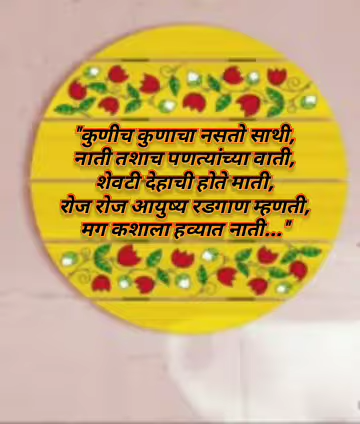 "कुणीच कुणाचा नसतो साथी,
नाती तशाच पणत्यांच्या वाती,
शेवटी देहाची होते माती,
रोज रोज आयुष्य रडगाण म्हणती,
मग कशाला हव्यात नाती..."